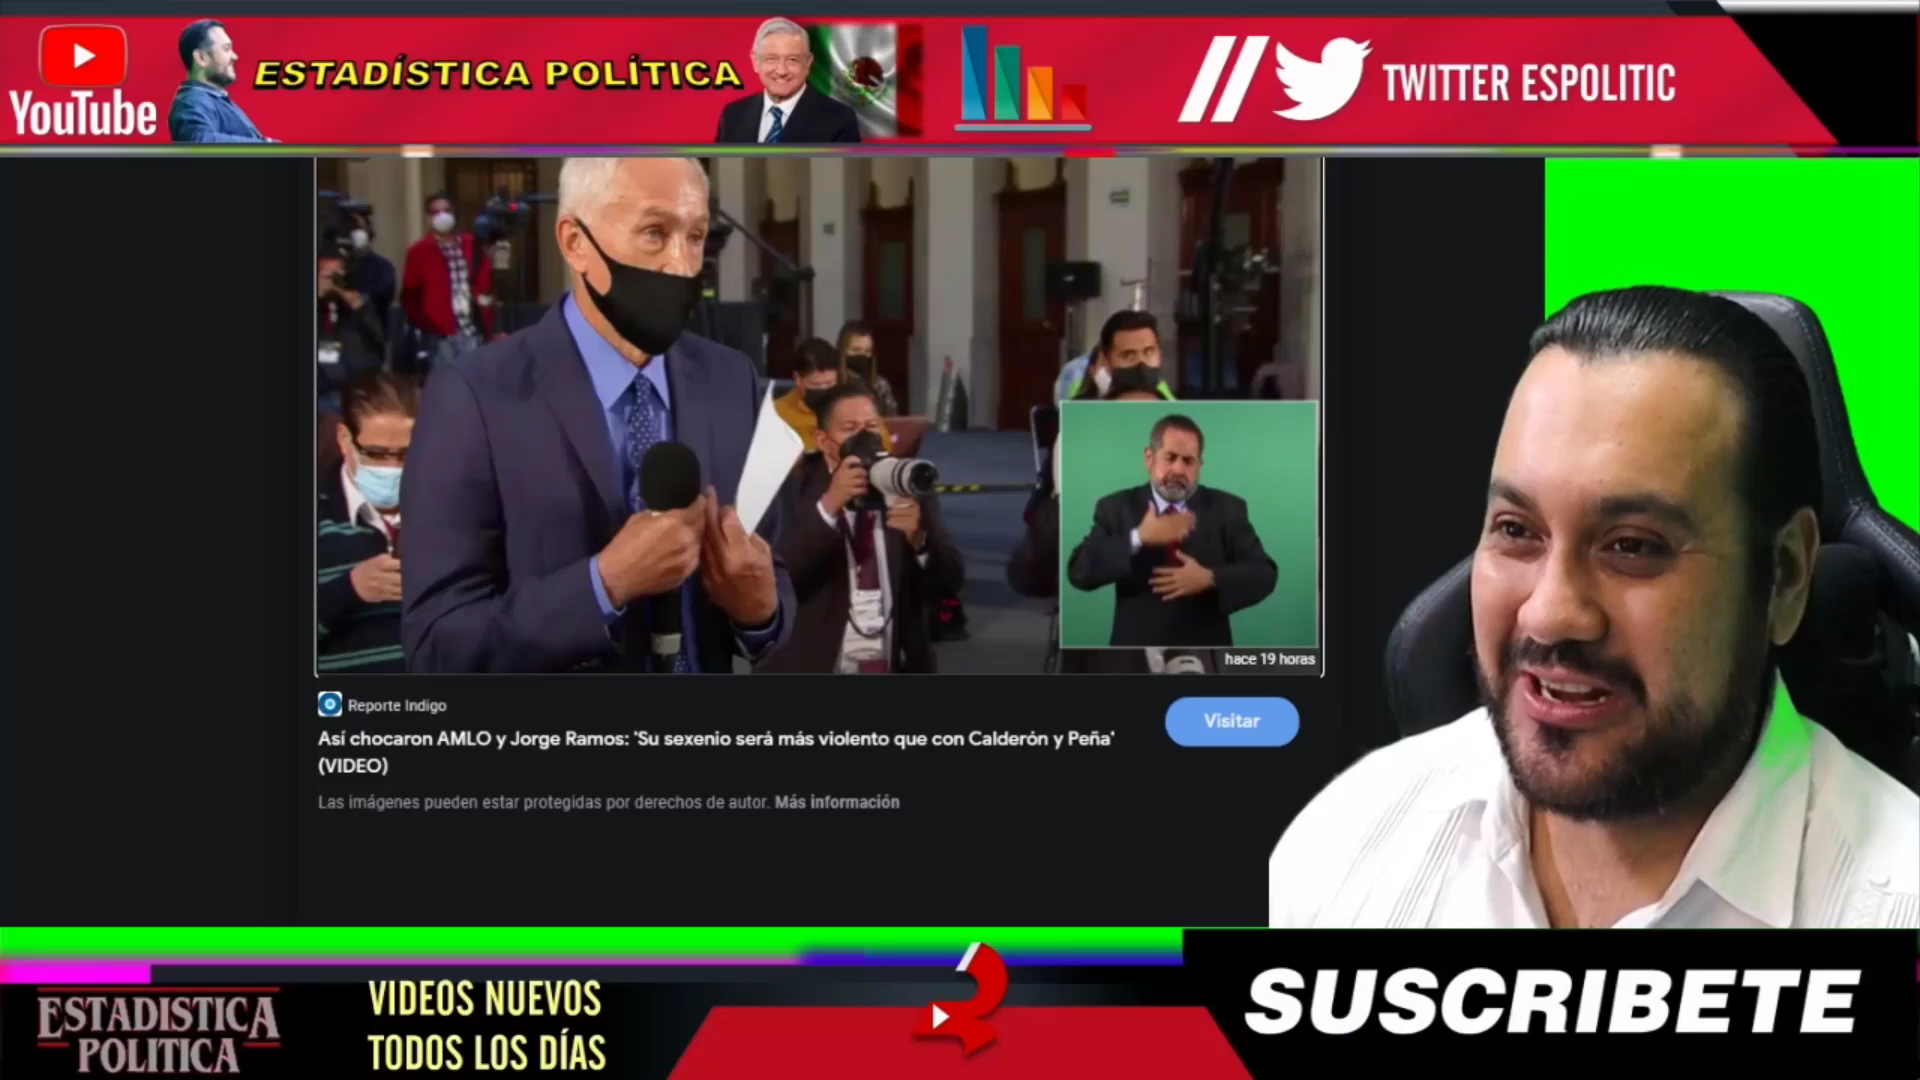 YouTube
ESTADÍSTICA POLÍTICA
TWITTER ESPOLITIC
hace 19 horas
Reporte Indigo
Visitar
Así chocaron AMLO y Jorge Ramos: 'Su sexenio será más violento que con Calderón y Peña'
(VIDEO)
Las imágenes pueden estar protegidas por derechos de autor. Más información
ESTADISTICA
POLITICA
VIDEOS NUEVOS
TODOS LOS DÍAS
SUSCRIBETE